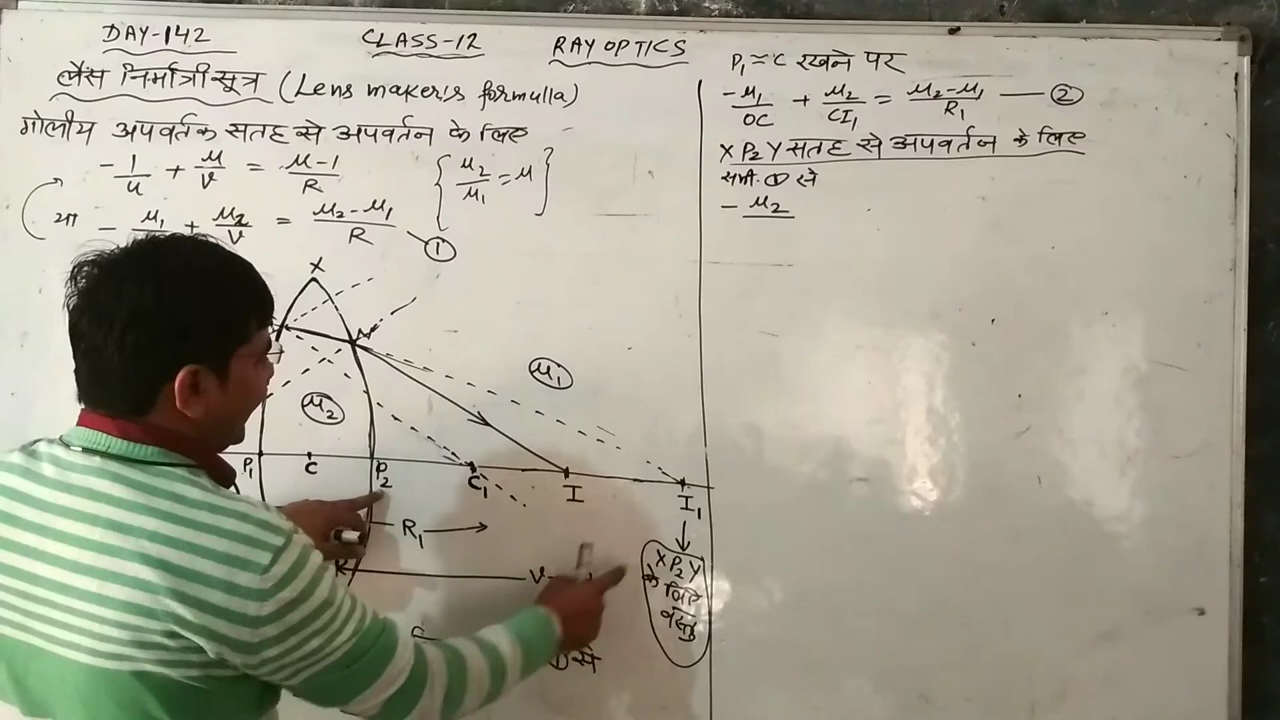 DAY-142 CLASS-12 RAY OPTICS
लैंस निर्मात्री सूत्र (Lens maker's formulla)
गोलीय अपवर्तक सतह से अपवर्तन के लिए
-1/u + μ/v = μ-1/R {μ₂/μ₁ = μ}
या - μ₁/ + μ₂/v = μ₂-μ₁/R ①
X
μ₂ μ₁
P₁ C P₂ C₁ I I₁
R₁
v
XP₂Y
के लिए
वस्तु
① से
P₁ ≈ C रखने पर
-μ₁/OC + μ₂/CI₁ = μ₂-μ₁/R₁ — ②
XP₂Y सतह से अपवर्तन के लिए
समी. ① से
- μ₂